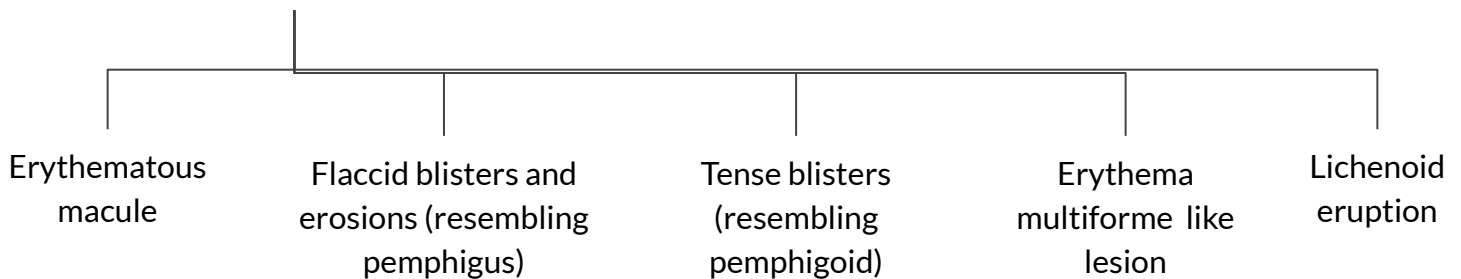 Erythematous
macule
Flaccid blisters and
erosions (resembling
pemphigus)
Tense blisters
(resembling
pemphigoid)
Erythema
multiforme  like
lesion
Lichenoid
eruption